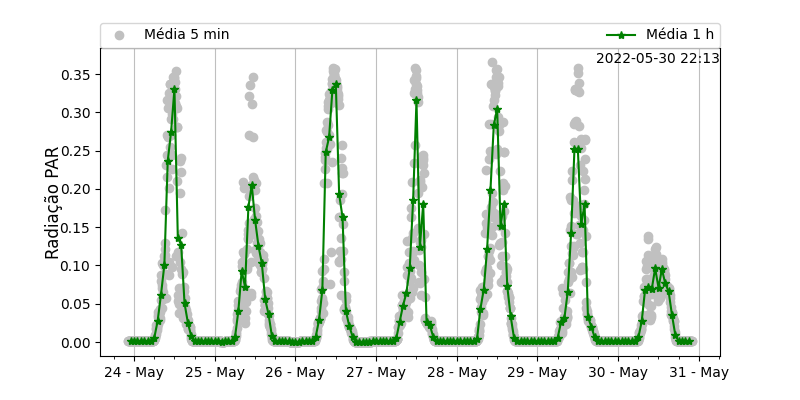 Média 5 min
Média 1 h
2022-05-30 22:13
Radiação PAR
0.35
0.30
0.25
0.20
0.15
0.10
0.05
0.00
24 - May
25 - May
26 - May
27 - May
28 - May
29 - May
30 - May
31 - May